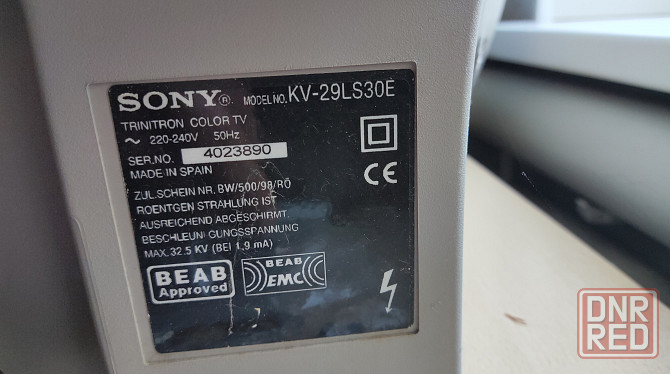 SONY® MODEL NO. KV-29LS30E
TRINITRON COLOR TV
~ 220-240V 50Hz
SER.NO. 4023890
MADE IN SPAIN
CE
ZUL.SCHEIN NR. BW/500/98/RÖ
ROENTGEN STRAHLUNG IST
AUSREICHEND ABGESCHIRMT.
BESCHLEUNIGUNGSSPANNUNG
MAX. 32.5 KV (BEI 1,9 mA)
BEAB
Approved
BEAB
EMC
DNR
RED